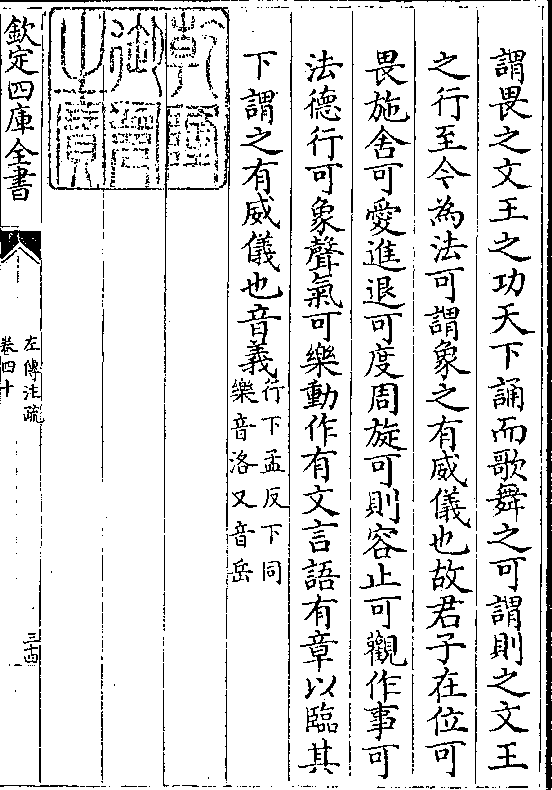 謂畏之文王之功天下誦而歌舞之可謂則之文王
之行至今為法可謂象之有威儀也故君子在位可
畏施舍可愛進退可度周旋可則容止可觀作事可
法德行可象聲氣可樂動作有文言語有章以臨其
下謂之有威儀也音義
行下孟反下同
樂音洛又音岳
乾隆
御覽
之寶
欽定四庫全書
左傳注疏
卷四十
三十四